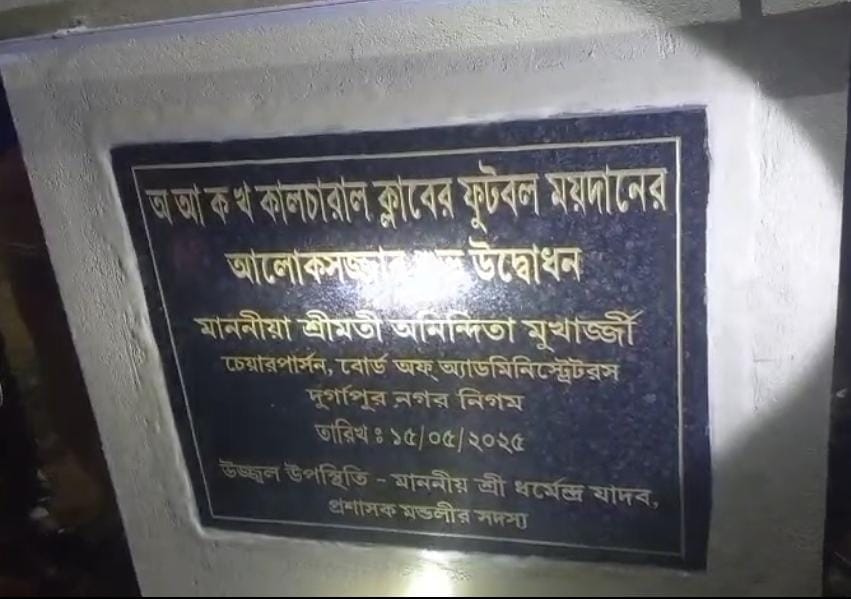 অ আ ক খ কালচারাল ক্লাবের ফুটবল ময়দানের
আলোকসজ্জার শুভ উদ্বোধন
মাননীয়া শ্রীমতী অনিন্দিতা মুখার্জ্জী
চেয়ারপার্সন, বোর্ড অফ্ অ্যাডমিনিস্ট্রেটরস
দুর্গাপুর নগর নিগম
তারিখ ঃ ১৫/০৫/২০২৫
উজ্জ্বল উপস্থিতি - মাননীয় শ্রী ধর্মেন্দ্র যাদব,
প্রশাসক মন্ডলীর সদস্য